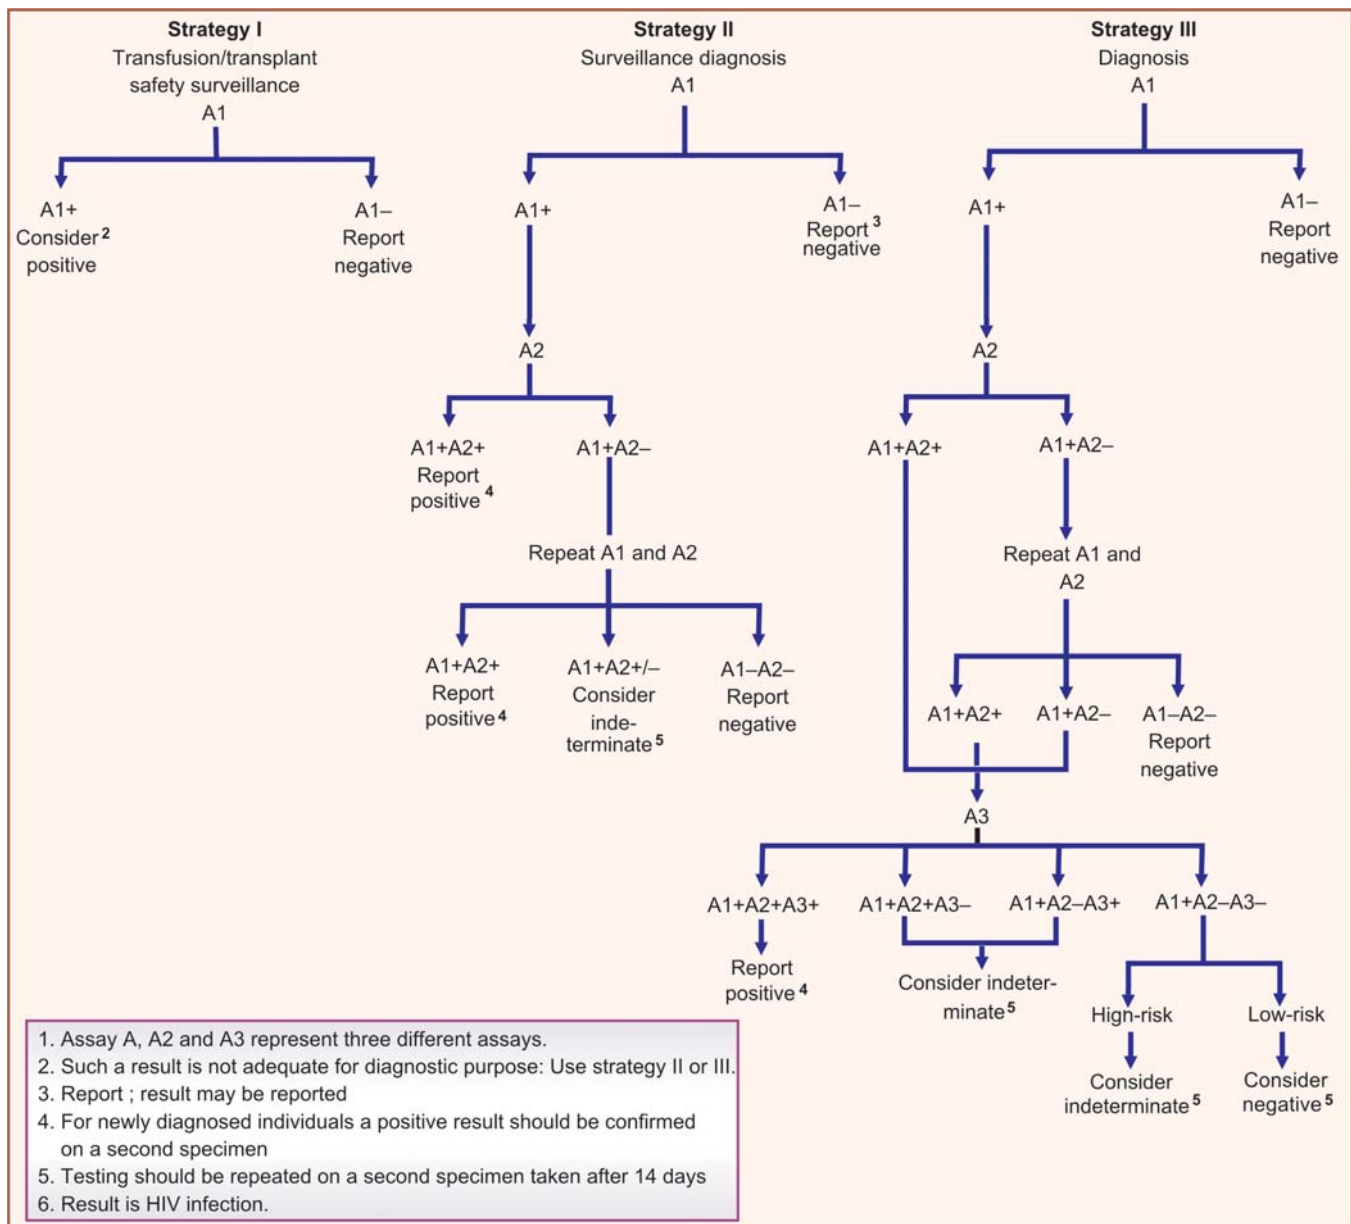 Strategy I
Transfusion/transplant
safety surveillance
A1
A1+
Consider 2
positive
A1–
Report
negative
Strategy II
Surveillance diagnosis
A1
A1+
A1–
Report 3
negative
A2
A1+A2+
Report
positive 4
A1+A2–
Repeat A1 and A2
A1+A2+
Report
positive 4
A1+A2+/–
Consider
inde-
terminate 5
A1–A2–
Report
negative
Strategy III
Diagnosis
A1
A1+
A1–
Report
negative
A2
A1+A2+
A1+A2–
Repeat A1 and
A2
A1+A2+
A1+A2–
A1–A2–
Report
negative
A3
A1+A2+A3+
A1+A2+A3–
A1+A2–A3+
A1+A2–A3–
Report
positive 4
Consider indeter-
minate 5
High-risk
Low-risk
Consider
indeterminate 5
Consider
negative 5
1. Assay A, A2 and A3 represent three different assays.
2. Such a result is not adequate for diagnostic purpose: Use strategy II or III.
3. Report ; result may be reported
4. For newly diagnosed individuals a positive result should be confirmed
on a second specimen
5. Testing should be repeated on a second specimen taken after 14 days
6. Result is HIV infection.